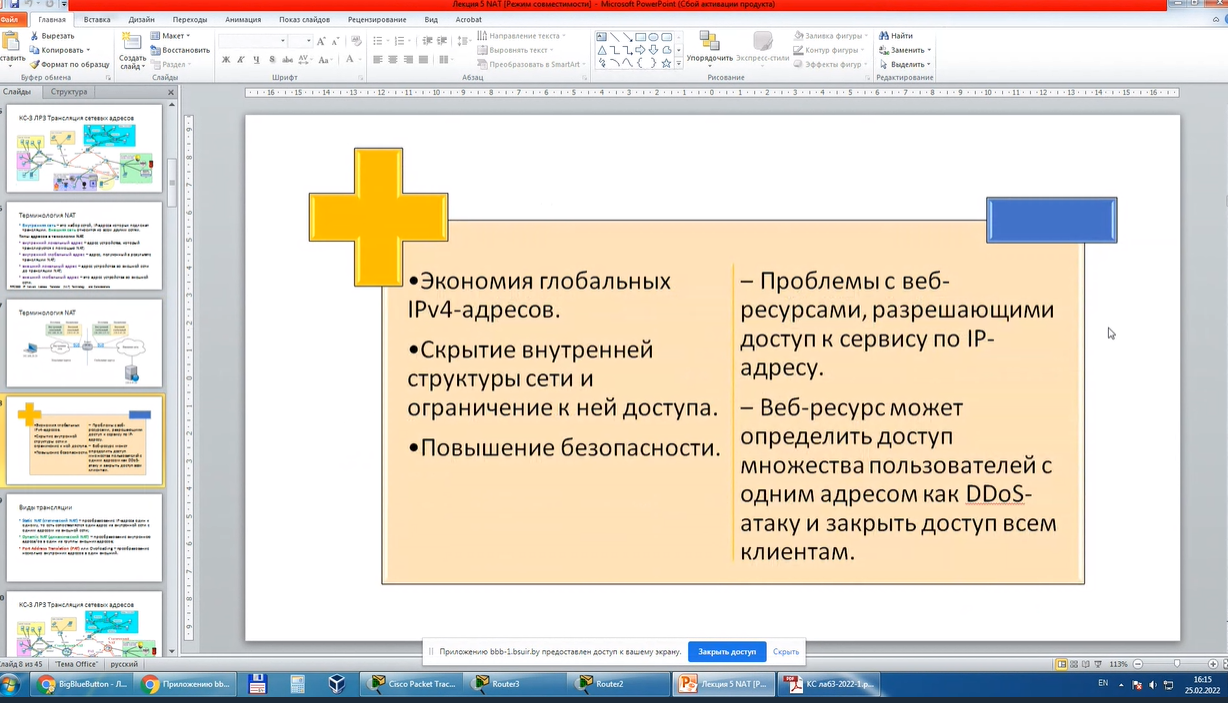 Лекция 5 NAT [Режим совместимости] - Microsoft PowerPoint (Сбой активации продукта)
Файл Главная Вставка Дизайн Переходы Анимация Показ слайдов Рецензирование Вид Acrobat
Вырезать
Копировать
Формат по образцу
Буфер обмена
Создать слайд
Макет
Восстановить
Раздел
Слайды
Шрифт
Направление текста
Выровнять текст
Преобразовать в SmartArt
Абзац
Упорядочить
Экспресс-стили
Заливка фигуры
Контур фигуры
Эффекты фигур
Рисование
Найти
Заменить
Выделить
Редактирование
Слайды Структура
КС-3 ЛР3 Трансляция сетевых адресов
Терминология NAT
Терминология NAT
Виды трансляции
КС-3 ЛР3 Трансляция сетевых адресов
•Экономия глобальных
IPv4-адресов.
•Скрытие внутренней
структуры сети и
ограничение к ней доступа.
•Повышение безопасности.
– Проблемы с веб-
ресурсами, разрешающими
доступ к сервису по IP-
адресу.
– Веб-ресурс может
определить доступ
множества пользователей с
одним адресом как DDoS-
атаку и закрыть доступ всем
клиентам.
Приложению bbb-1.bsuir.by предоставлен доступ к вашему экрану.
Закрыть доступ
Скрыть
Слайд 8 из 45 "Тема Office" русский
113%
BigBlueButton - Л...
Приложению bb...
Cisco Packet Trac...
Router3
Router2
Лекция 5 NAT [Р...
КС лаб3-2022-1.p...
EN
16:15
25.02.2022